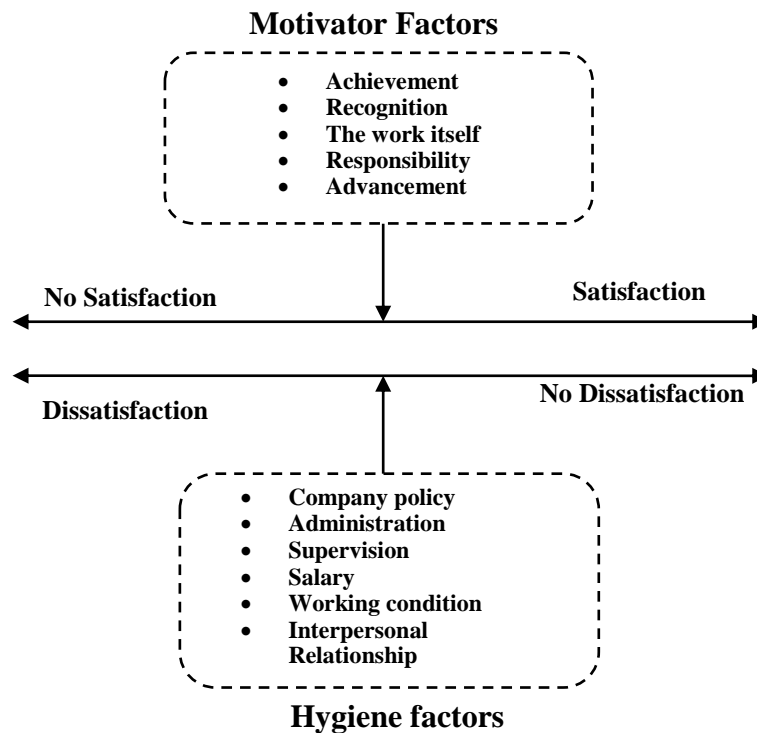 Motivator Factors
• Achievement
• Recognition
• The work itself
• Responsibility
• Advancement
No Satisfaction
Satisfaction
Dissatisfaction
No Dissatisfaction
• Company policy
• Administration
• Supervision
• Salary
• Working condition
• Interpersonal
Relationship
Hygiene factors